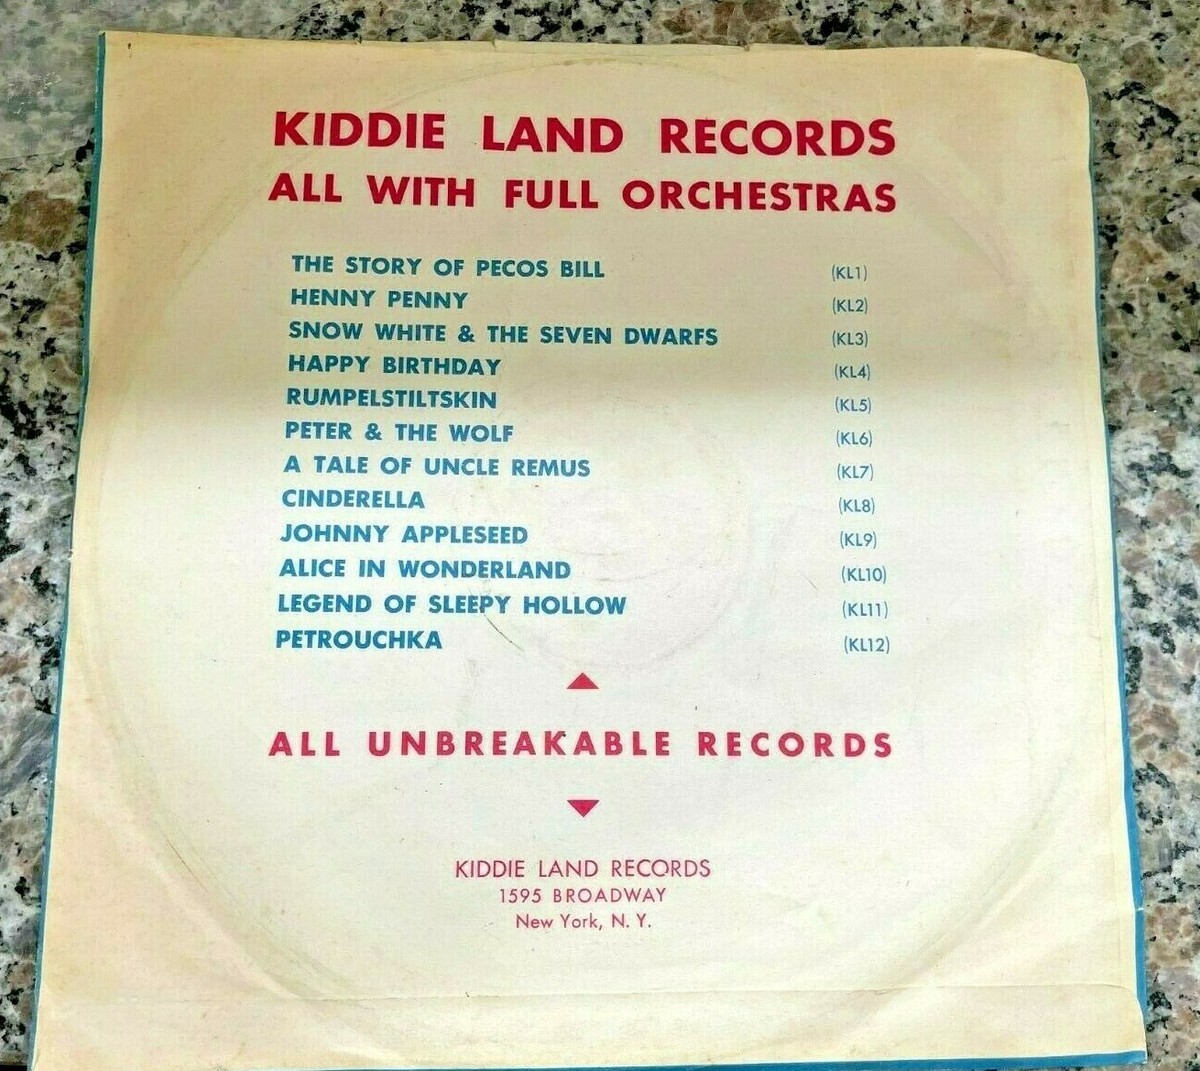 KIDDIE LAND RECORDS
ALL WITH FULL ORCHESTRAS
THE STORY OF PECOS BILL (KL1)
HENNY PENNY (KL2)
SNOW WHITE & THE SEVEN DWARFS (KL3)
HAPPY BIRTHDAY (KL4)
RUMPELSTILTSKIN (KL5)
PETER & THE WOLF (KL6)
A TALE OF UNCLE REMUS (KL7)
CINDERELLA (KL8)
JOHNNY APPLESEED (KL9)
ALICE IN WONDERLAND (KL10)
LEGEND OF SLEEPY HOLLOW (KL11)
PETROUCHKA (KL12)
ALL UNBREAKABLE RECORDS
KIDDIE LAND RECORDS
1595 BROADWAY
New York, N. Y.